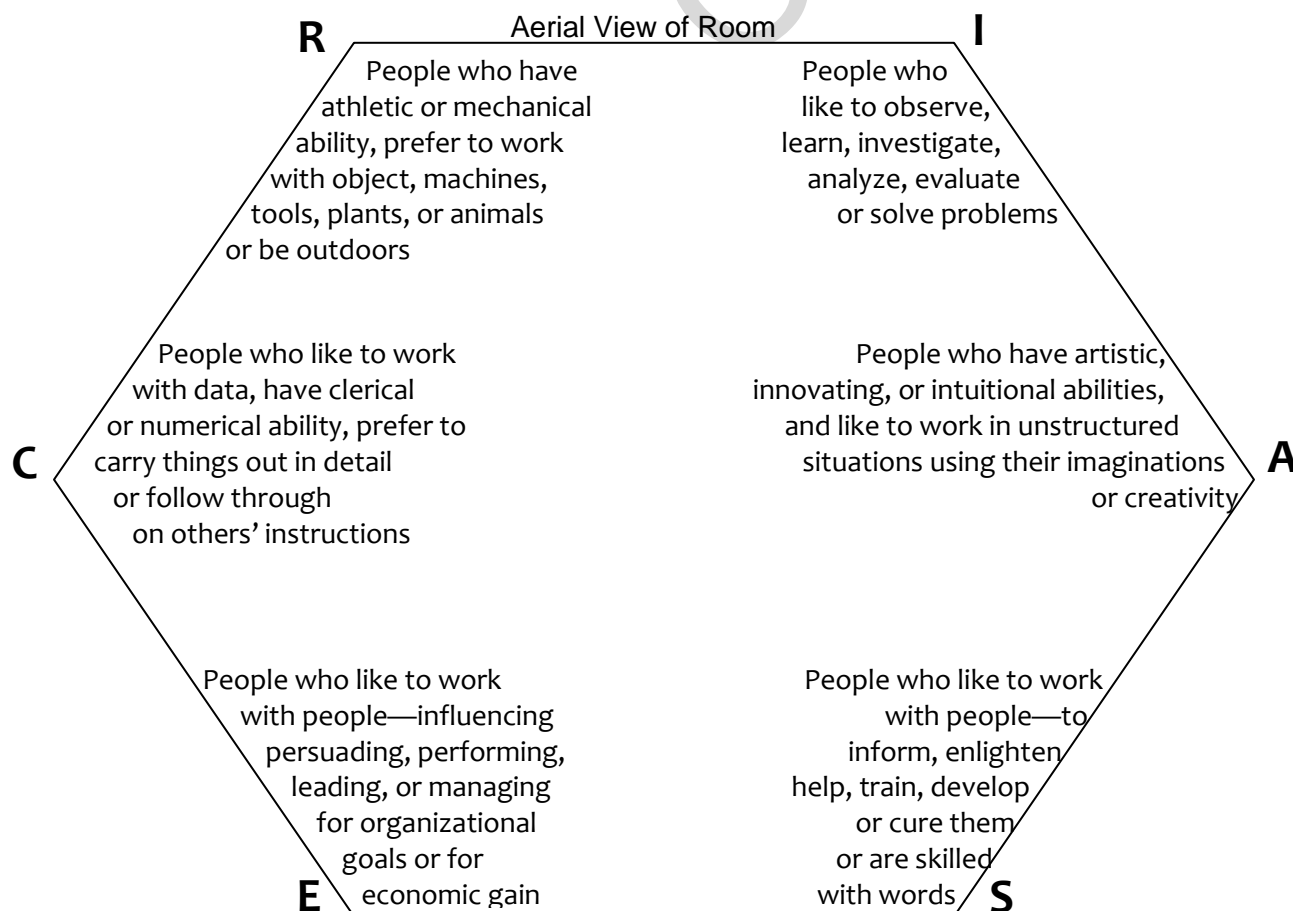 Aerial View of Room
R
People who have
athletic or mechanical
ability, prefer to work
with object, machines,
tools, plants, or animals
or be outdoors
I
People who
like to observe,
learn, investigate,
analyze, evaluate
or solve problems
C
People who like to work
with data, have clerical
or numerical ability, prefer to
carry things out in detail
or follow through
on others’ instructions
A
People who have artistic,
innovating, or intuitional abilities,
and like to work in unstructured
situations using their imaginations
or creativity
E
People who like to work
with people—influencing
persuading, performing,
leading, or managing
for organizational
goals or for
economic gain
S
People who like to work
with people—to
inform, enlighten
help, train, develop
or cure them
or are skilled
with words